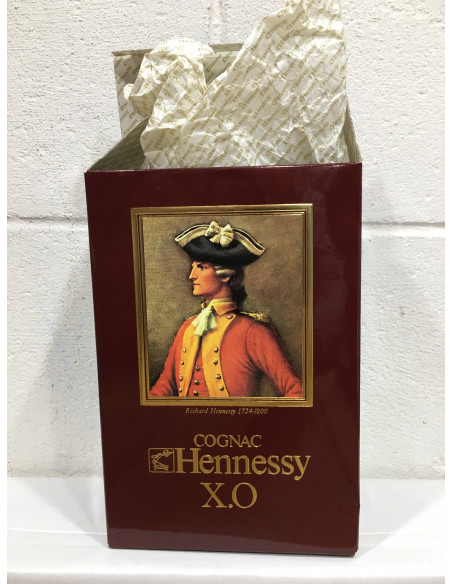 Richard Hennessy 1724-1800
COGNAC
Hennessy
X.O